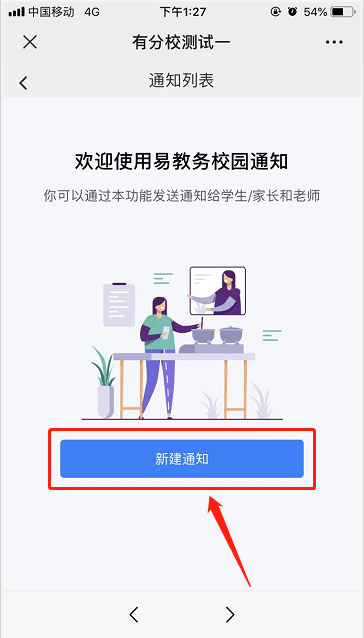 中国移动 4G 下午1:27 54%
有分校测试一
通知列表
欢迎使用易教务校园通知
你可以通过本功能发送通知给学生/家长和老师
新建通知